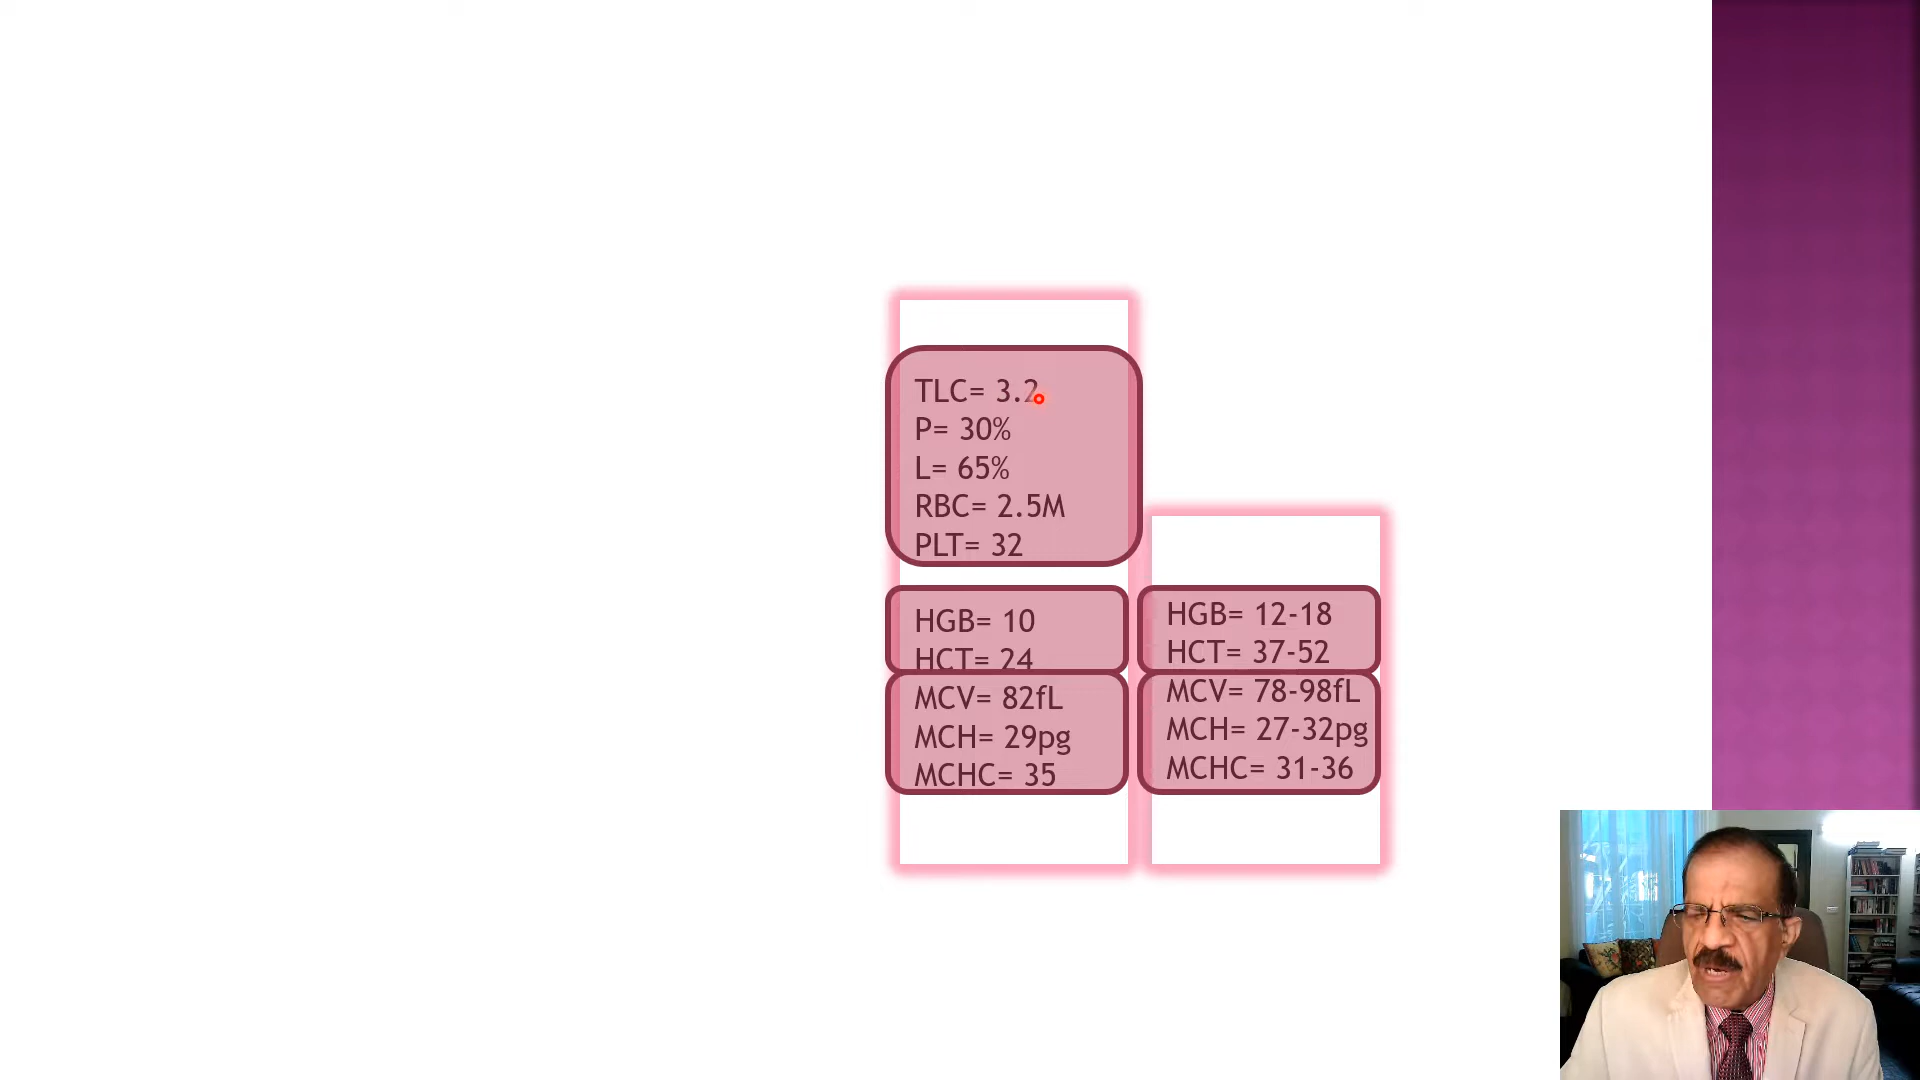 TLC= 3.2
P= 30%
L= 65%
RBC= 2.5M
PLT= 32
HGB= 10
HCT= 24
MCV= 82fL
MCH= 29pg
MCHC= 35
HGB= 12-18
HCT= 37-52
MCV= 78-98fL
MCH= 27-32pg
MCHC= 31-36